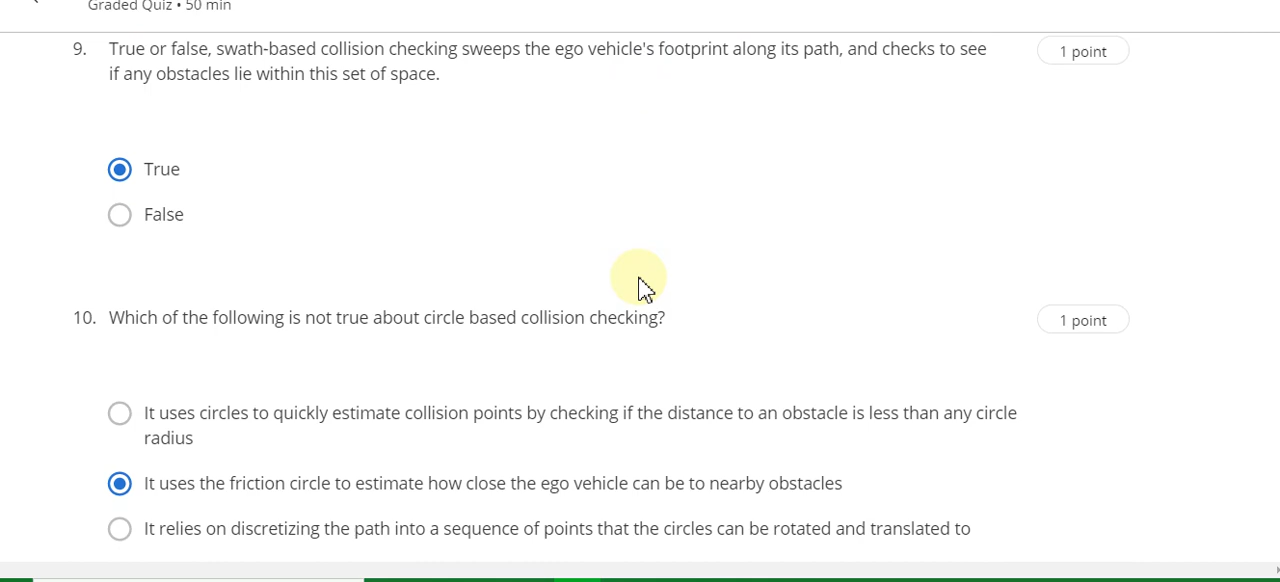 Graded Quiz • 50 min
9. True or false, swath-based collision checking sweeps the ego vehicle's footprint along its path, and checks to see
if any obstacles lie within this set of space.
1 point
True
False
10. Which of the following is not true about circle based collision checking?
1 point
It uses circles to quickly estimate collision points by checking if the distance to an obstacle is less than any circle
radius
It uses the friction circle to estimate how close the ego vehicle can be to nearby obstacles
It relies on discretizing the path into a sequence of points that the circles can be rotated and translated to